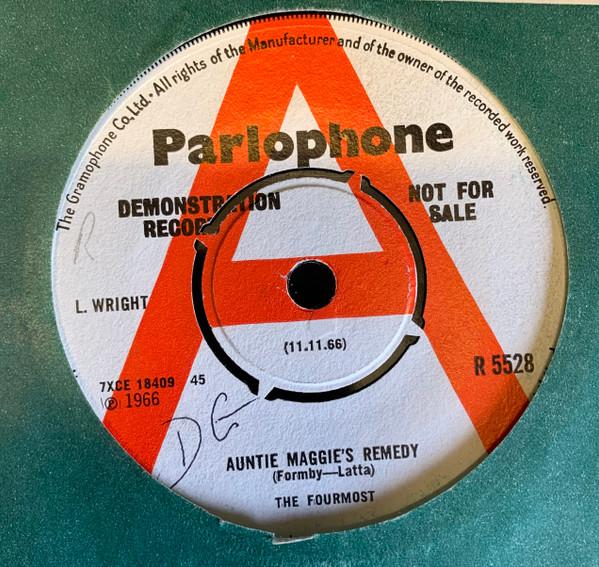 The Gramophone Co. Ltd. • All rights of the Manufacturer and of the owner of the recorded work reserved.
Parlophone
DEMONSTRATION RECORD
NOT FOR SALE
R
L. WRIGHT
(11.11.66)
R 5528
7XCE 18409 45
Ⓟ 1966
DG
AUNTIE MAGGIE'S REMEDY
(Formby—Latta)
THE FOURMOST